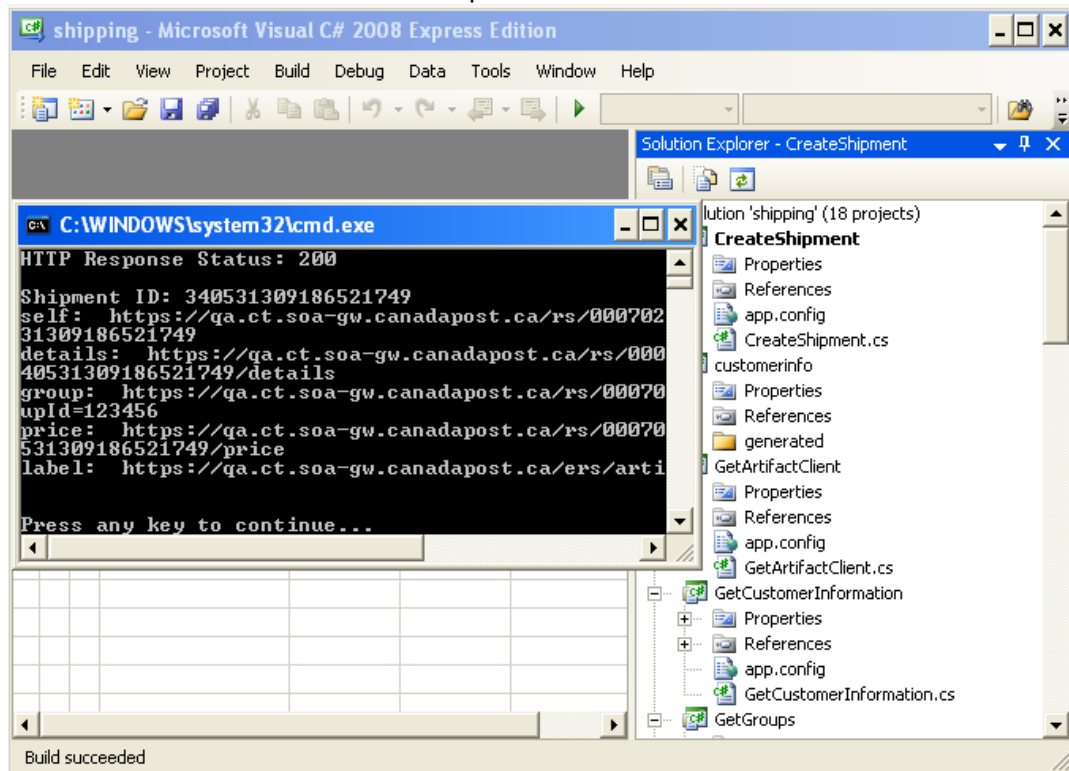 shipping - Microsoft Visual C# 2008 Express Edition
File Edit View Project Build Debug Data Tools Window Help
Solution Explorer - CreateShipment
C:\WINDOWS\system32\cmd.exe
HTTP Response Status: 200
Shipment ID: 340531309186521749
self: https://qa.ct.soa-gw.canadapost.ca/rs/000702
31309186521749
details: https://qa.ct.soa-gw.canadapost.ca/rs/000
40531309186521749/details
group: https://qa.ct.soa-gw.canadapost.ca/rs/00070
upId=123456
price: https://qa.ct.soa-gw.canadapost.ca/rs/00070
531309186521749/price
label: https://qa.ct.soa-gw.canadapost.ca/ers/arti
Press any key to continue...
lution 'shipping' (18 projects)
CreateShipment
Properties
References
app.config
CreateShipment.cs
customerinfo
Properties
References
generated
GetArtifactClient
Properties
References
app.config
GetArtifactClient.cs
GetCustomerInformation
Properties
References
app.config
GetCustomerInformation.cs
GetGroups
Build succeeded